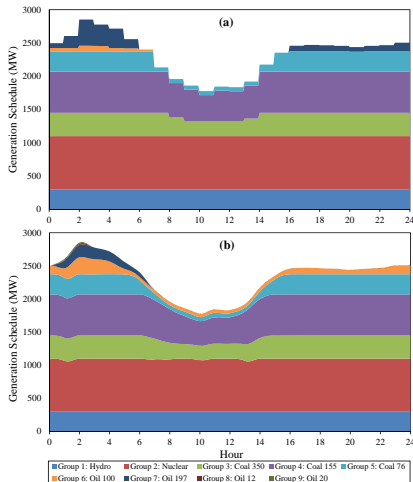 (a)
Generation Schedule (MW)
3000
2500
2000
1500
1000
500
0
0 2 4 6 8 10 12 14 16 18 20 22 24
(b)
Generation Schedule (MW)
3000
2500
2000
1500
1000
500
0
0 2 4 6 8 10 12 14 16 18 20 22 24
Hour
Group 1: Hydro Group 2: Nuclear Group 3: Coal 350 Group 4: Coal 155 Group 5: Coal 76
Group 6: Oil 100 Group 7: Oil 197 Group 8: Oil 12 Group 9: Oil 20